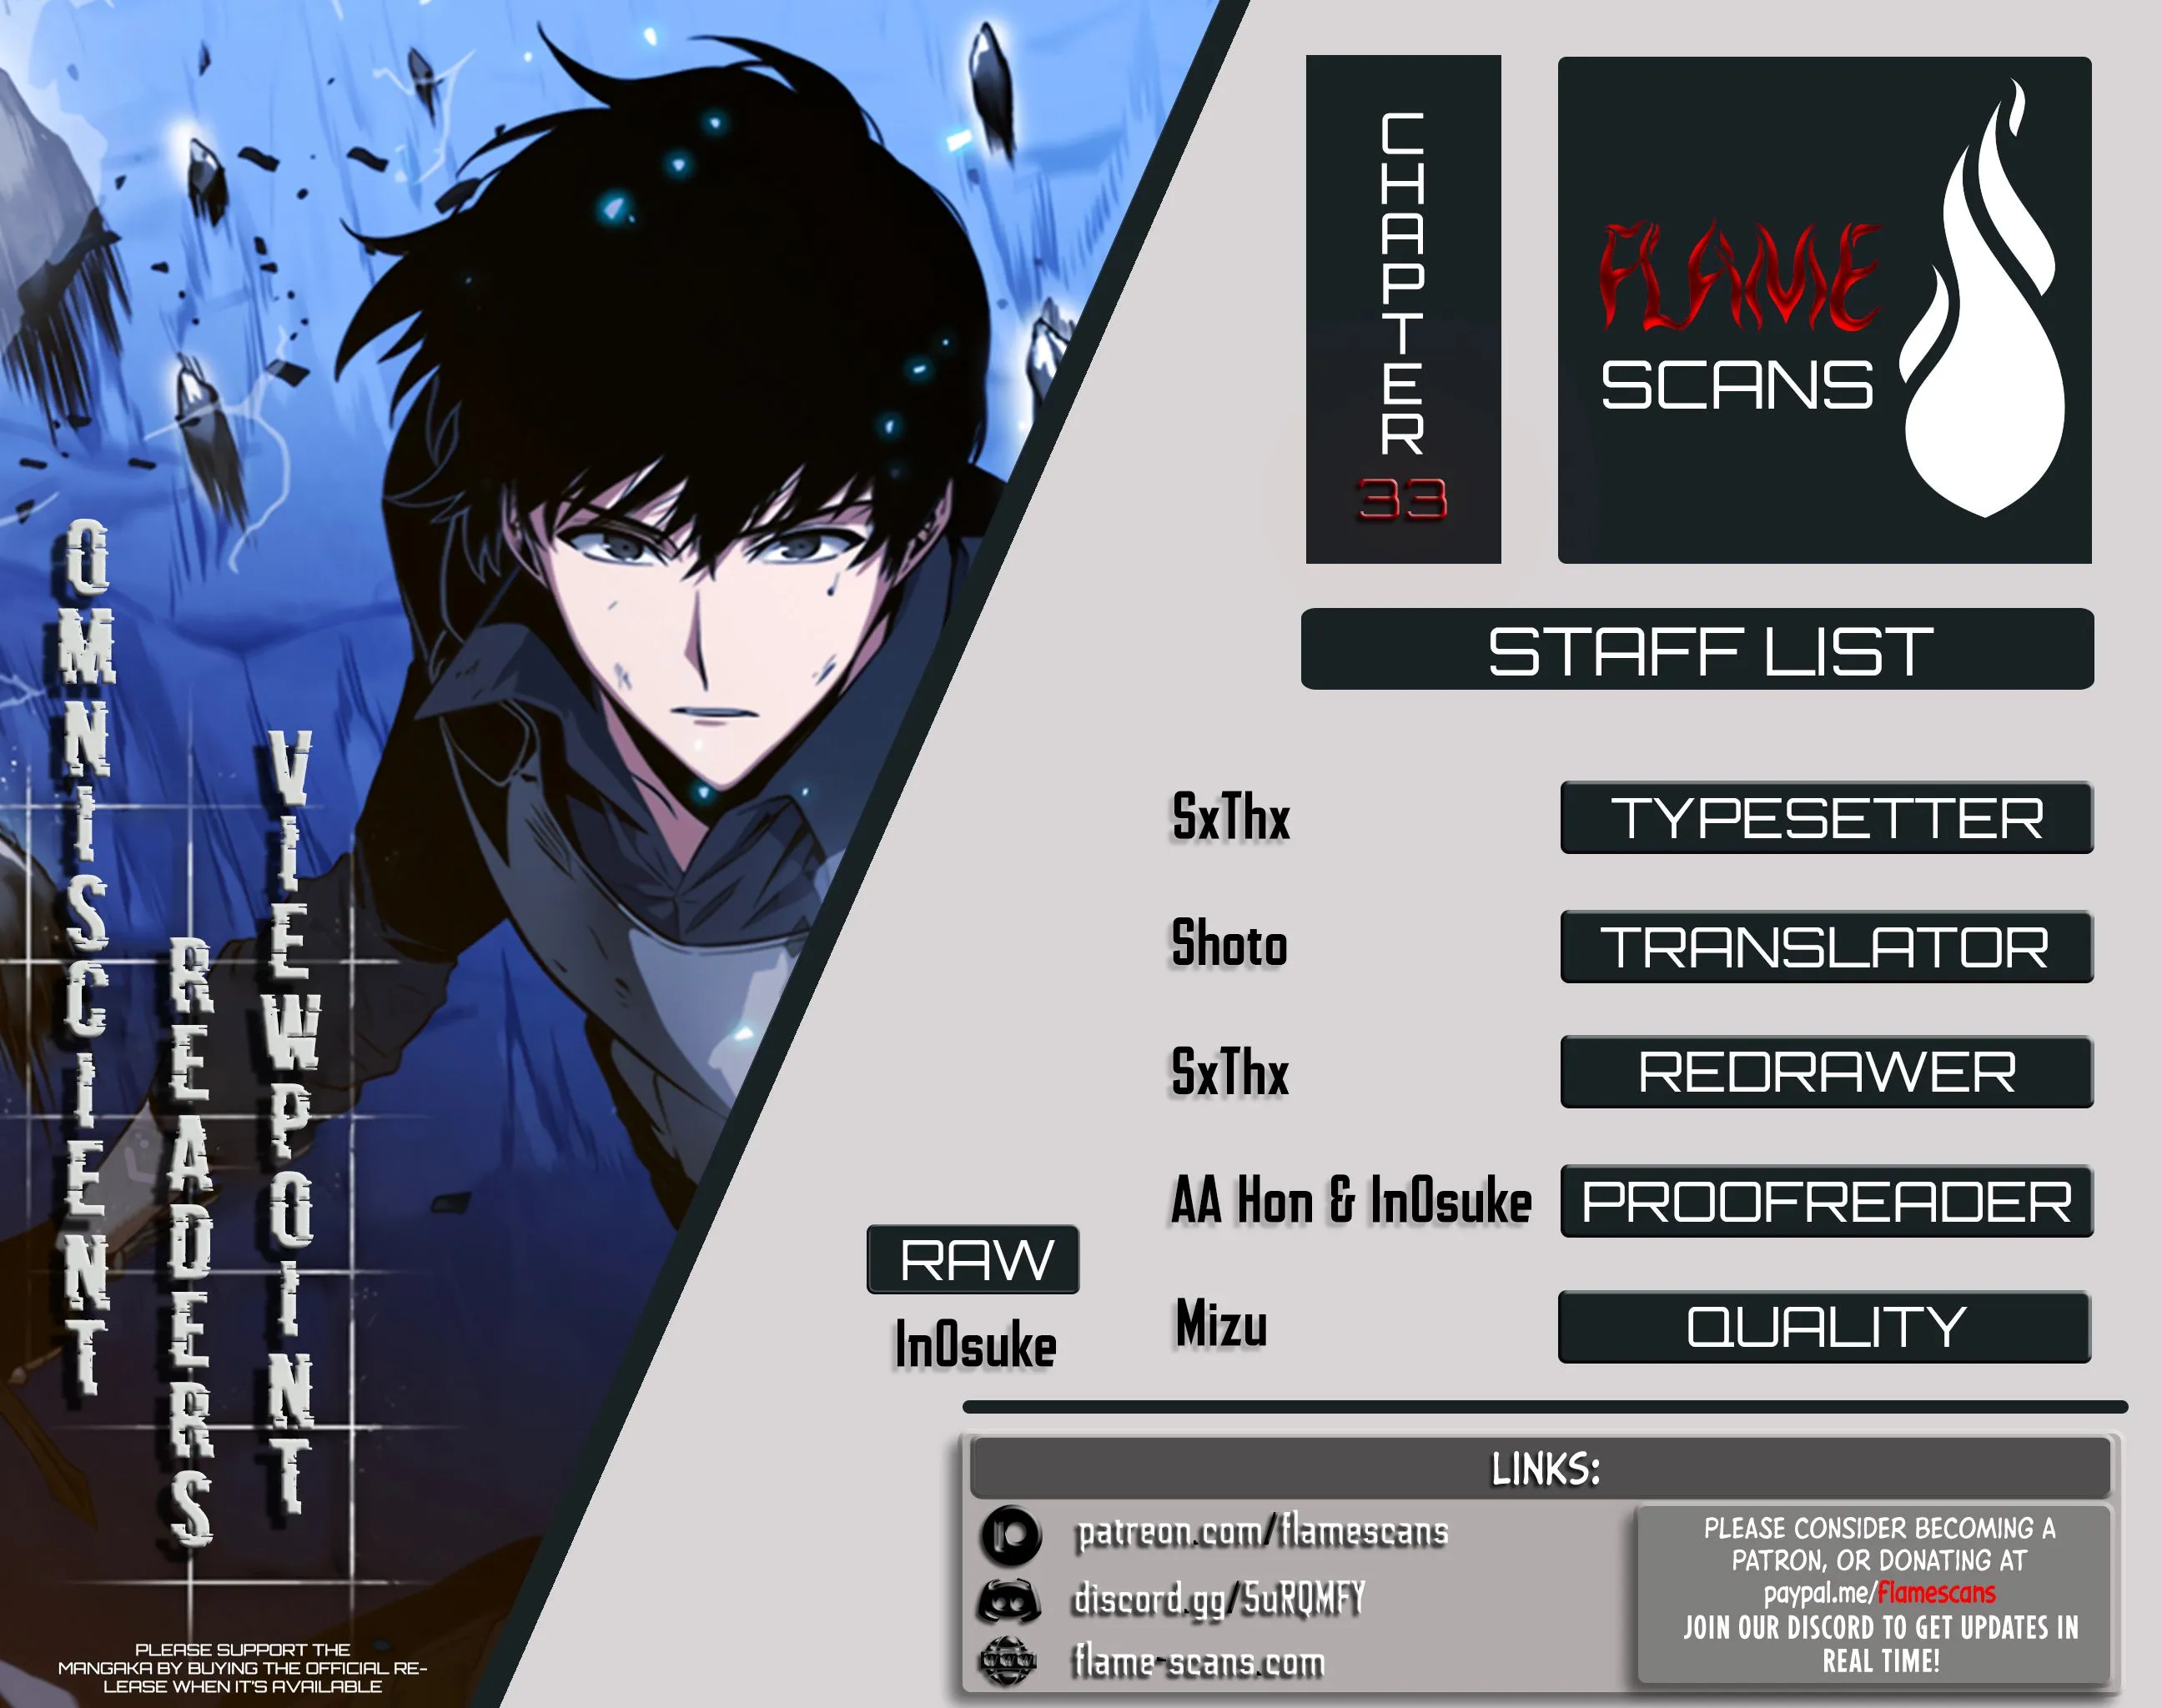 OMNISCIENT
READERS
VIEWPOINT
PLEASE SUPPORT THE
MANGAKA BY BUYING THE OFFICIAL RE-
LEASE WHEN IT'S AVAILABLE
CHAPTER
33
FLAME
SCANS
STAFF LIST
SxThx TYPESETTER
Shoto TRANSLATOR
SxThx REDRAWER
AA Hon & InOsuke PROOFREADER
Mizu QUALITY
RAW
InOsuke
LINKS:
patreon.com/flamescans
discord.gg/5uRQMFY
flame-scans.com
PLEASE CONSIDER BECOMING A
PATRON, OR DONATING AT
paypal.me/Flamescans
JOIN OUR DISCORD TO GET UPDATES IN
REAL TIME!